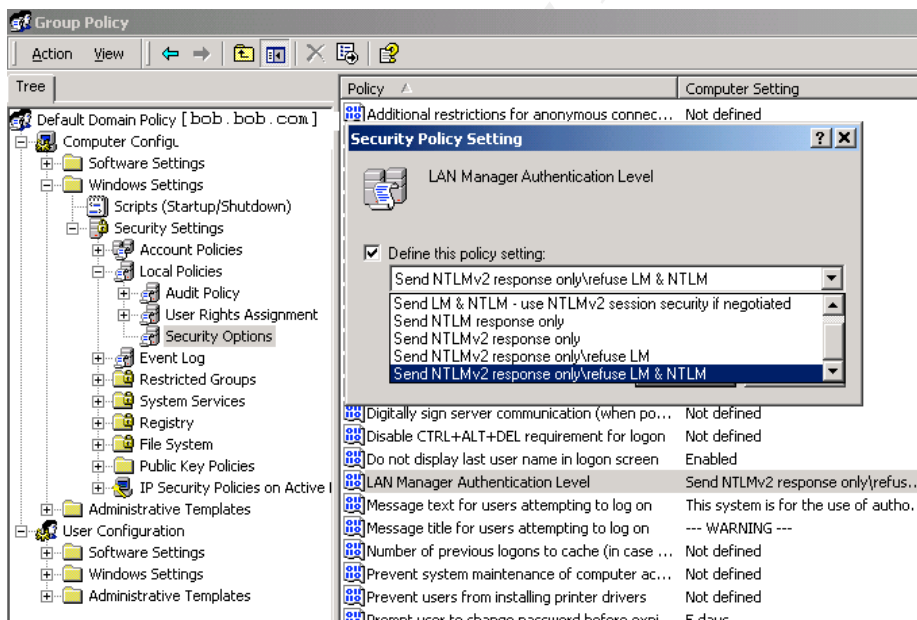 Group Policy
Action View
Tree
Default Domain Policy [bob.bob.com]
Computer Configu
Software Settings
Windows Settings
Scripts (Startup/Shutdown)
Security Settings
Account Policies
Local Policies
Audit Policy
User Rights Assignment
Security Options
Event Log
Restricted Groups
System Services
Registry
File System
Public Key Policies
IP Security Policies on Active
Administrative Templates
User Configuration
Software Settings
Windows Settings
Administrative Templates
Policy Computer Setting
Additional restrictions for anonymous connec... Not defined
Security Policy Setting
LAN Manager Authentication Level
Define this policy setting:
Send NTLMv2 response only\refuse LM & NTLM
Send LM & NTLM - use NTLMv2 session security if negotiated
Send NTLM response only
Send NTLMv2 response only
Send NTLMv2 response only\refuse LM
Send NTLMv2 response only\refuse LM & NTLM
Digitally sign server communication (when po... Not defined
Disable CTRL+ALT+DEL requirement for logon Not defined
Do not display last user name in logon screen Enabled
LAN Manager Authentication Level Send NTLMv2 response only\refus..
Message text for users attempting to log on This system is for the use of autho.
Message title for users attempting to log on --- WARNING ---
Number of previous logons to cache (in case ... Not defined
Prevent system maintenance of computer ac... Not defined
Prevent users from installing printer drivers Not defined
Prompt user to change password before expi... 5 days